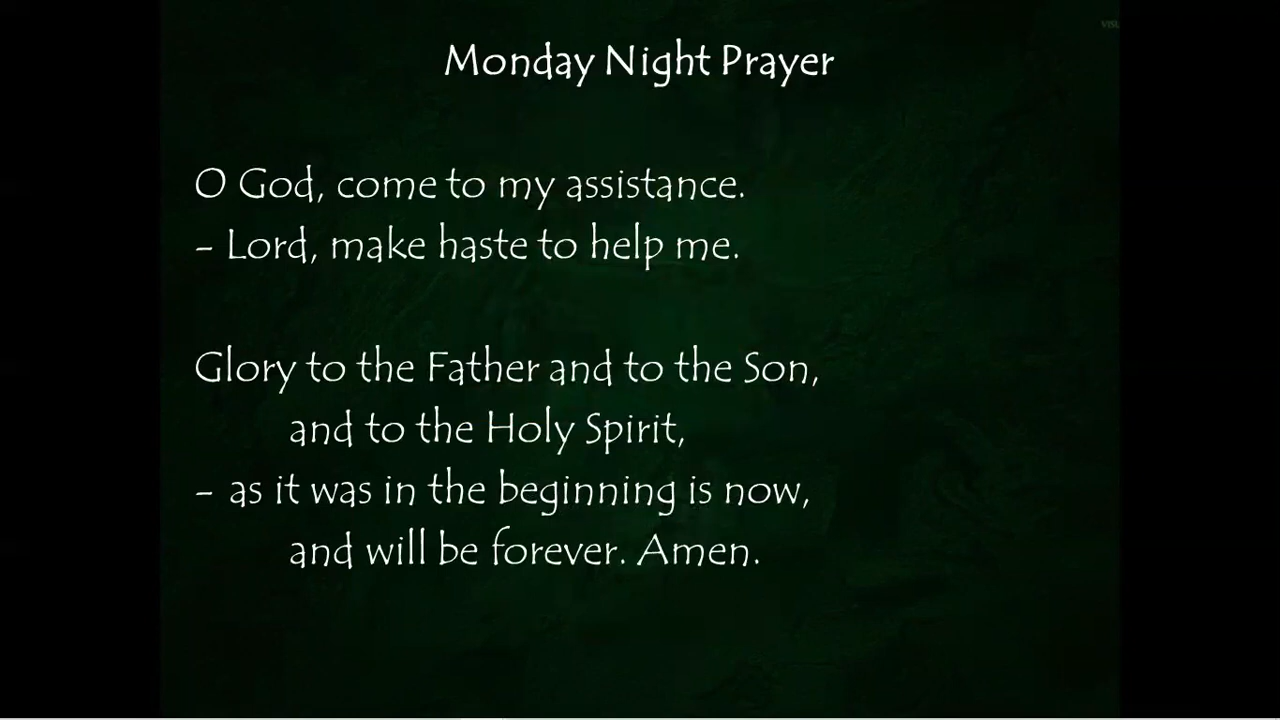 Monday Night Prayer
O God, come to my assistance.
- Lord, make haste to help me.
Glory to the Father and to the Son,
and to the Holy Spirit,
- as it was in the beginning is now,
and will be forever. Amen.